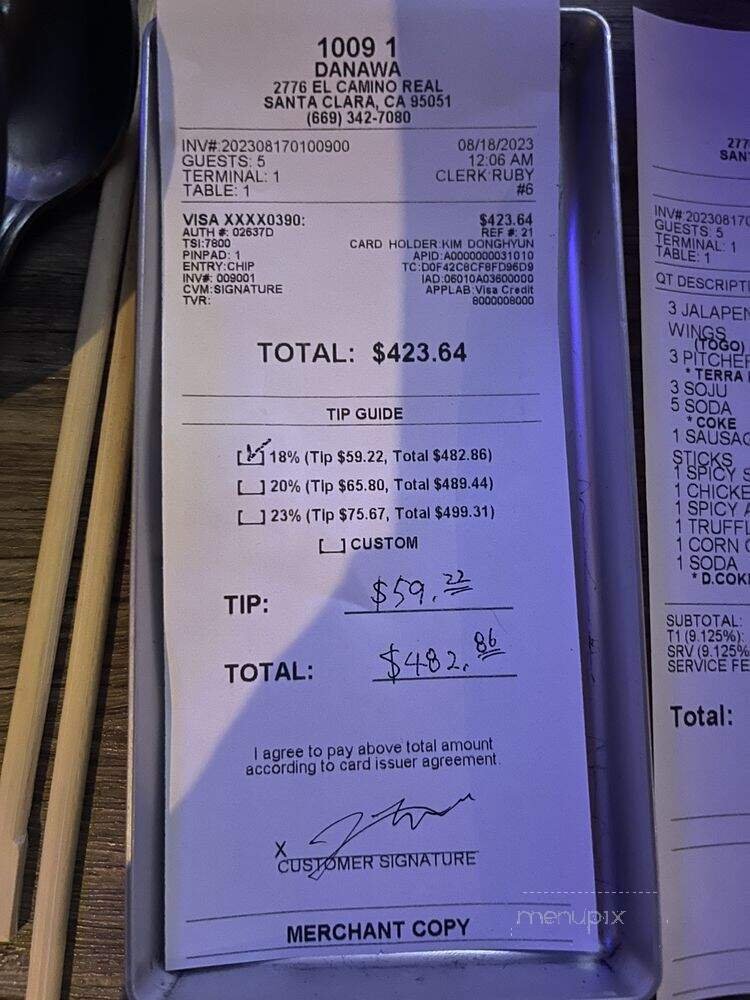 1009 1
DANAWA
2776 EL CAMINO REAL
SANTA CLARA, CA 95051
(669) 342-7080
INV#:202308170100900 08/18/2023
GUESTS: 5 12:06 AM
TERMINAL: 1 CLERK:RUBY
TABLE: 1 #6
VISA XXXX0390: $423.64
AUTH #: 02637D REF #: 21
TSI:7800 CARD HOLDER:KIM DONGHYUN
PINPAD: 1 APID:A0000000031010
ENTRY:CHIP TC:D0F42C8CF8FD96D9
INV#: 009001 IAD:06010A03600000
CVM:SIGNATURE APPLAB:Visa Credit
TVR: 8000008000
TOTAL: $423.64
TIP GUIDE
18% (Tip $59.22, Total $482.86)
20% (Tip $65.80, Total $489.44)
23% (Tip $75.67, Total $499.31)
CUSTOM
TIP: $59.22
TOTAL: $482.86
I agree to pay above total amount
according to card issuer agreement.
X
CUSTOMER SIGNATURE
MERCHANT COPY
277
SAN
INV#:20230817
GUESTS: 5
TERMINAL: 1
TABLE: 1
QT DESCRIPTI
3 JALAPEN
WINGS
(TOGO)
3 PITCHER
* TERRA
3 SOJU
5 SODA
* COKE
1 SAUSAG
STICKS
1 SPICY S
1 CHICKE
1 SPICY A
1 TRUFFL
1 CORN C
1 SODA
* D.COK
SUBTOTAL:
T1 (9.125%):
SRV (9.125%
SERVICE FE
Total:
menupix